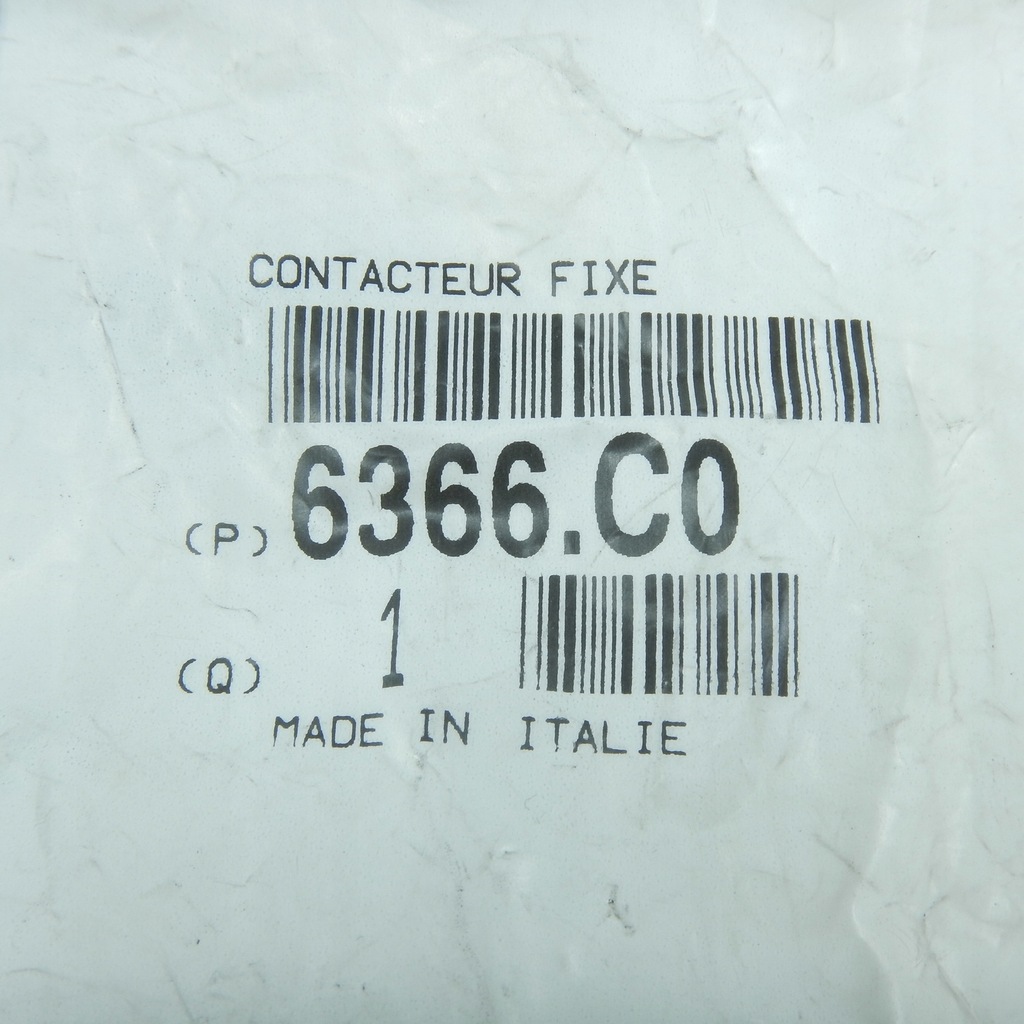 CONTACTEUR FIXE
(P) 6366.C0
(Q) 1
MADE IN ITALIE